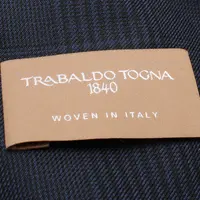 TRABALDO TOGNA
1840
WOVEN IN ITALY